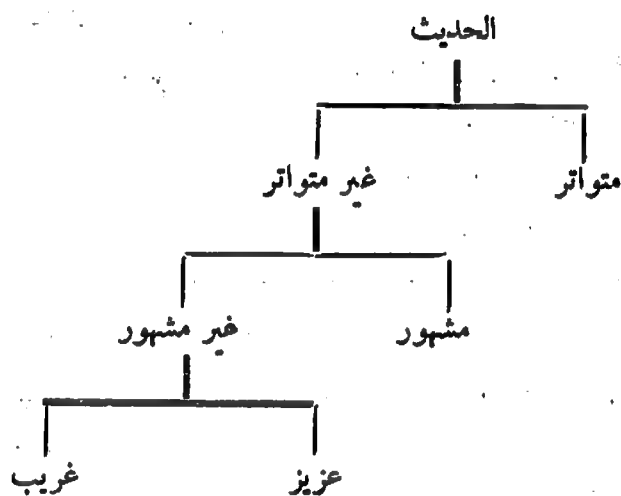 الحديث
متواتر غير متواتر
مشهور غير مشهور
عزيز غريب